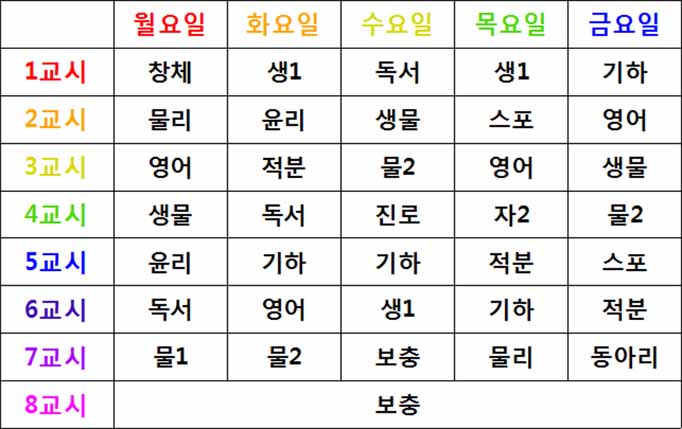 월요일 화요일 수요일 목요일 금요일
1교시 창체 생1 독서 생1 기하
2교시 물리 윤리 생물 스포 영어
3교시 영어 적분 물2 영어 생물
4교시 생물 독서 진로 자2 물2
5교시 윤리 기하 기하 적분 스포
6교시 독서 영어 생1 기하 적분
7교시 물1 물2 보충 물리 동아리
8교시 보충